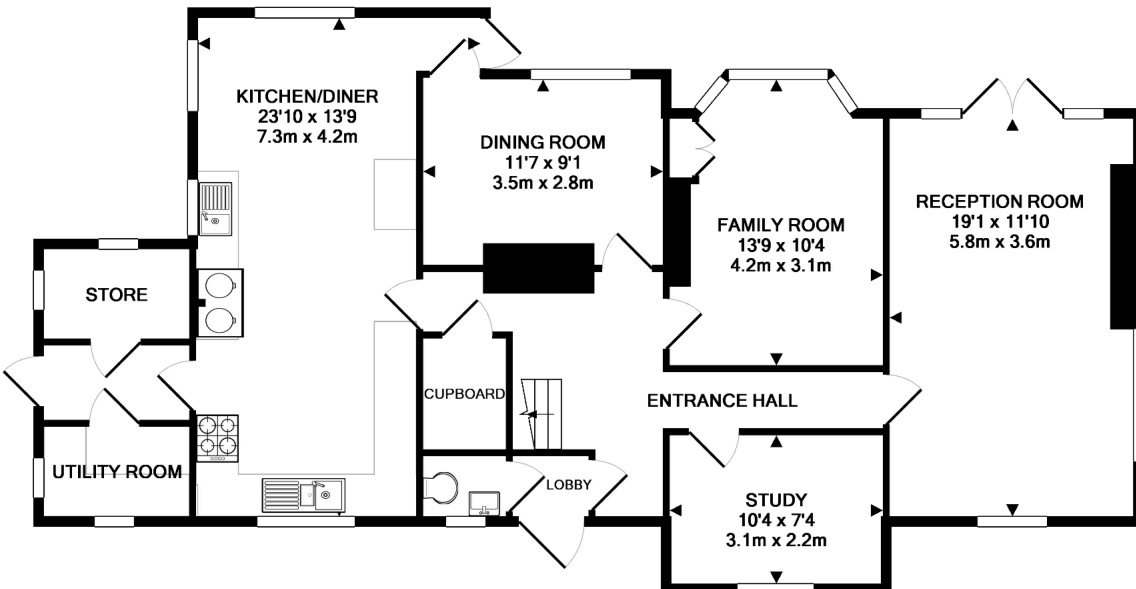 KITCHEN/DINER
23'10 x 13'9
7.3m x 4.2m
DINING ROOM
11'7 x 9'1
3.5m x 2.8m
FAMILY ROOM
13'9 x 10'4
4.2m x 3.1m
RECEPTION ROOM
19'1 x 11'10
5.8m x 3.6m
STORE
CUPBOARD
ENTRANCE HALL
UTILITY ROOM
LOBBY
STUDY
10'4 x 7'4
3.1m x 2.2m